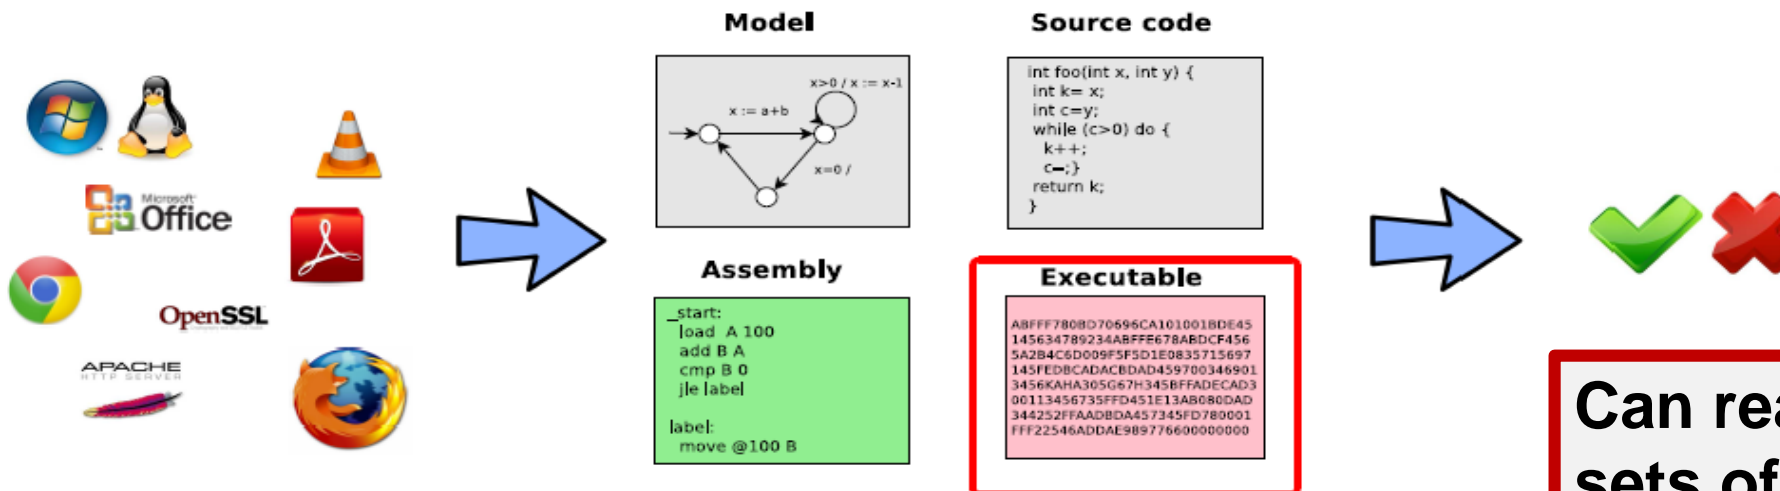 Microsoft
Office
OpenSSL
APACHE
HTTP SERVER
Model
x>0 / x := x-1
x := a+b
x=0 /
Source code
int foo(int x, int y) {
int k= x;
int c=y;
while (c>0) do {
k++;
c--;}
return k;
}
Assembly
_start:
load A 100
add B A
cmp B 0
jle label
label:
move @100 B
Executable
ABFFF780BD70696CA101001BDE45
145634789234ABFFE678ABDCF456
5A2B4C6D009F5F5D1E0835715697
145FEDBCADACBDAD459700346901
3456KAHA305G67H345BFFADECAD3
00113456735FFD451E13AB080DAD
344252FFAADBDA457345FD780001
FFF22546ADDAE989776600000000
Can rea
sets of